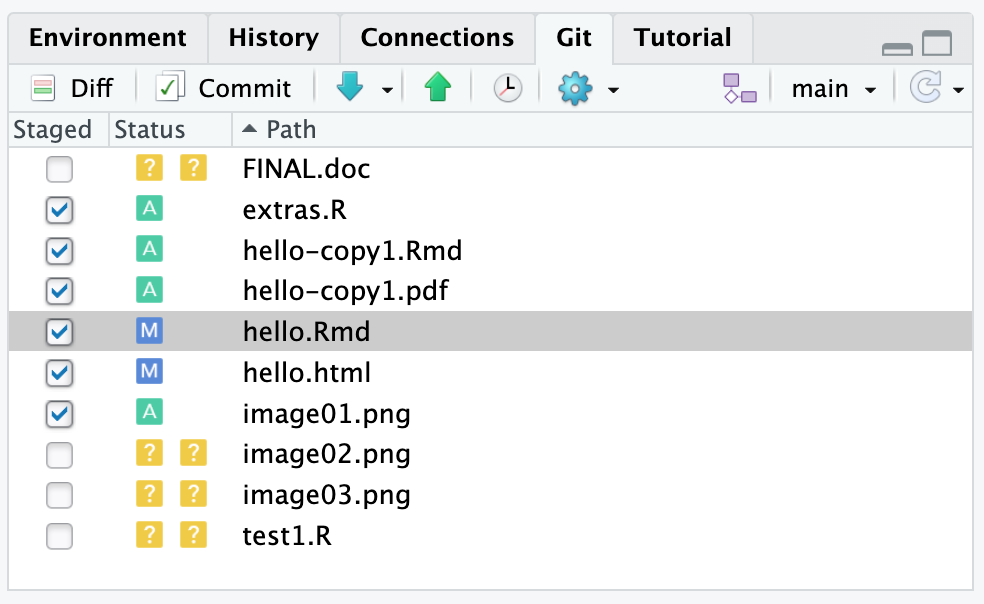 Environment History Connections Git Tutorial
Diff Commit main
Staged Status Path
? ? FINAL.doc
A extras.R
A hello-copy1.Rmd
A hello-copy1.pdf
M hello.Rmd
M hello.html
A image01.png
? ? image02.png
? ? image03.png
? ? test1.R